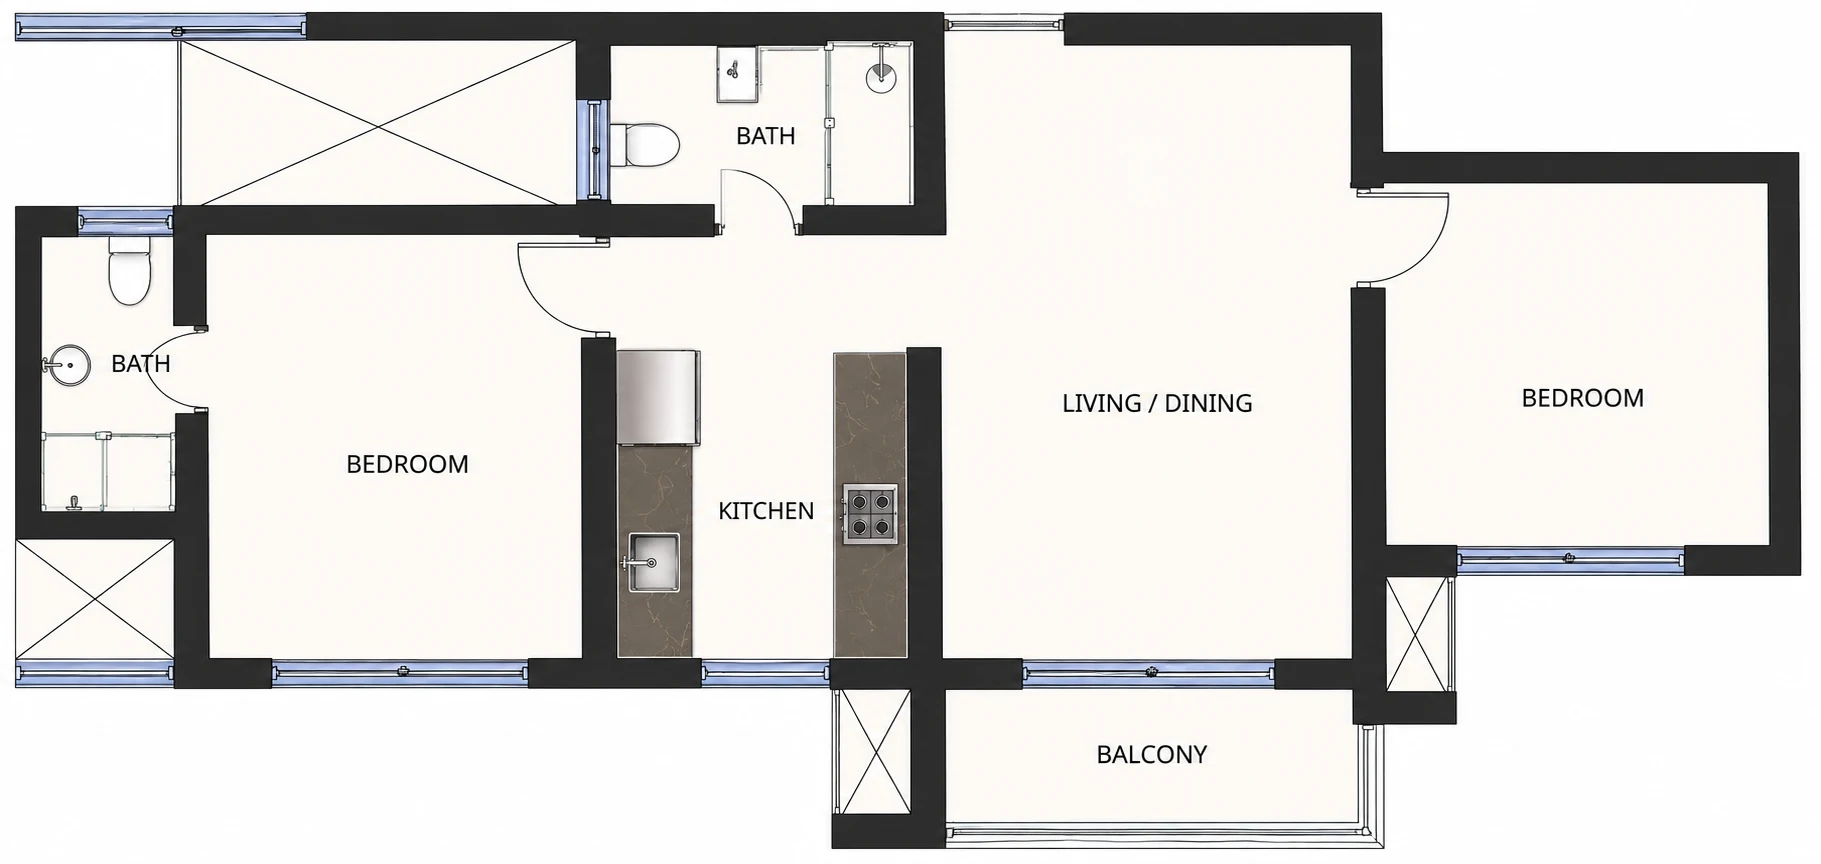 BATH
BATH
BEDROOM
KITCHEN
LIVING / DINING
BEDROOM
BALCONY